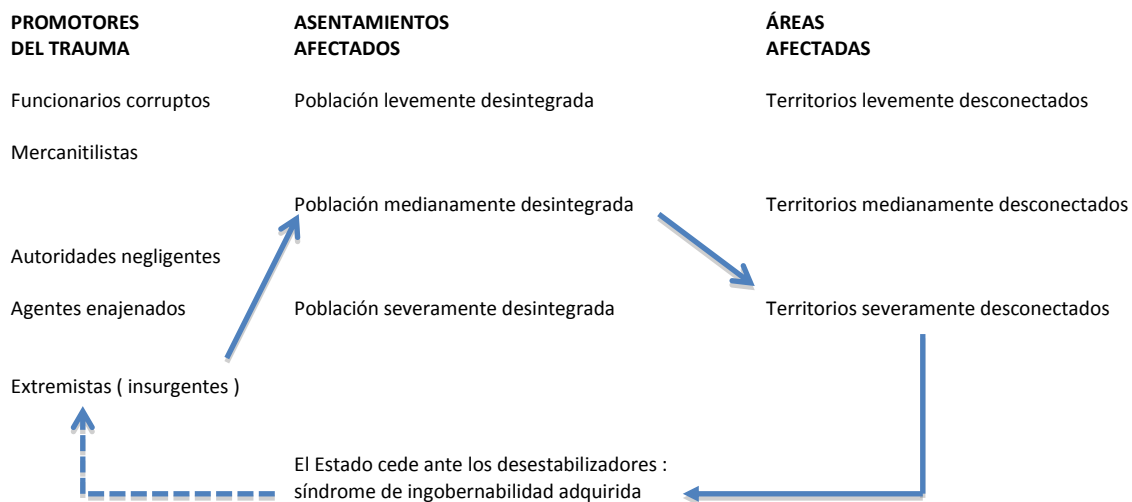 PROMOTORES DEL TRAUMA
ASENTAMIENTOS AFECTADOS
ÁREAS AFECTADAS
Funcionarios corruptos
Población levemente desintegrada
Territorios levemente desconectados
Mercanitilistas
Población medianamente desintegrada
Territorios medianamente desconectados
Autoridades negligentes
Agentes enajenados
Población severamente desintegrada
Territorios severamente desconectados
Extremistas ( insurgentes )
El Estado cede ante los desestabilizadores :
síndrome de ingobernabilidad adquirida